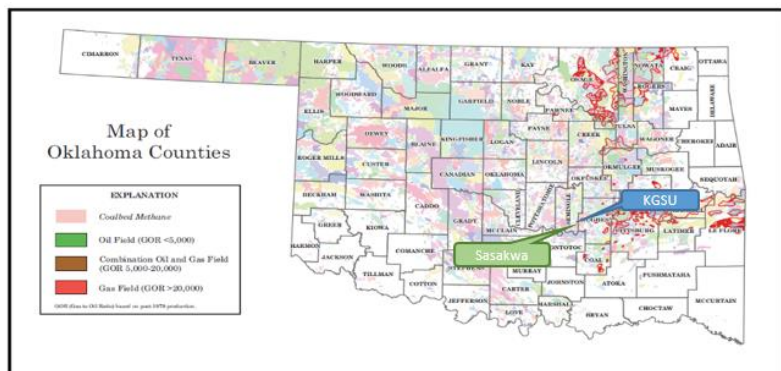 CIMARRON
TEXAS
BEAVER
HARPER
WOODS
ALFALFA
GRANT
KAY
OSAGE
WASHINGTON
NOWATA
CRAIG
OTTAWA
ROGERS
MAYES
DELAWARE
WOODWARD
ELLIS
MAJOR
GARFIELD
NOBLE
PAWNEE
PAYNE
CREEK
TULSA
WAGONER
CHEROKEE
ADAIR
DEWEY
BLAINE
KINGFISHER
LOGAN
LINCOLN
OKMULGEE
MUSKOGEE
SEQUOYAH
ROGER MILLS
CUSTER
CANADIAN
OKLAHOMA
OKFUSKEE
BECKHAM
WASHITA
CADDO
GRADY
CLEVELAND
POTTAWATOMIE
SEMINOLE
McCLAIN
KGSU
Sasakwa
PITTSBURG
LATIMER
LE FLORE
GREER
KIOWA
HARMON
JACKSON
COMANCHE
TILLMAN
COTTON
STEPHENS
MURRAY
COAL
PUSHMATAHA
JOHNSTON
ATOKA
CARTER
JEFFERSON
LOVE
MARSHAL
BRYAN
CHOCTAW
McCURTAIN
Map of
Oklahoma Counties
EXPLANATION
Coalbed Methane
Oil Field (GOR <5,000)
Combination Oil and Gas Field
(GOR 5,000-20,000)
Gas Field (GOR >20,000)